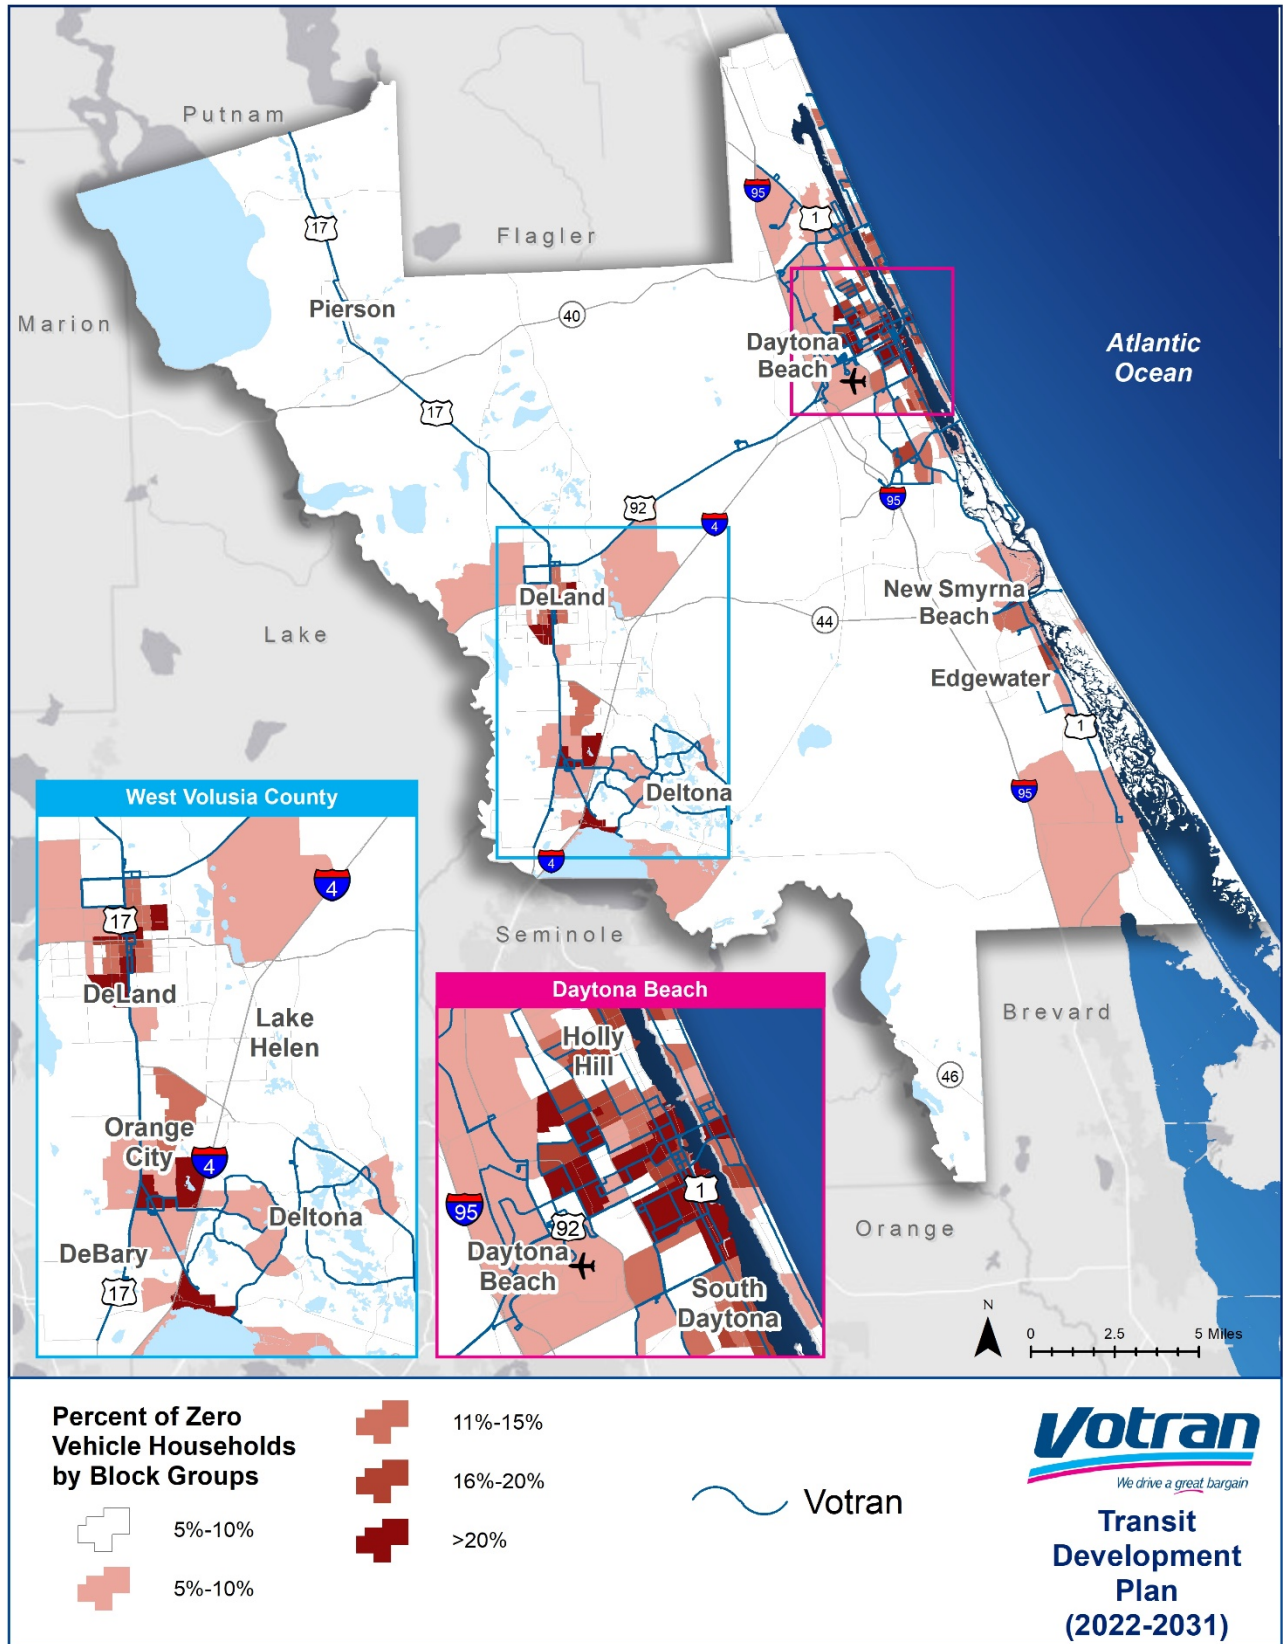 Putnam
95
1
17
Flagler
Pierson
Marion
40
Atlantic
Ocean
Daytona
Beach
17
95
92
4
DeLand
New Smyrna
Beach
44
Lake
Edgewater
1
95
Deltona
4
West Volusia County
4
17
DeLand
Lake
Helen
Orange
City
4
Deltona
DeBary
17
Seminole
Daytona Beach
Holly
Hill
1
95
92
Daytona
Beach
South
Daytona
Brevard
46
Orange
N
0 2.5 5 Miles
Percent of Zero
Vehicle Households
by Block Groups
5%-10%
5%-10%
11%-15%
16%-20%
>20%
Votran
Votran
We drive a great bargain
Transit
Development
Plan
(2022-2031)